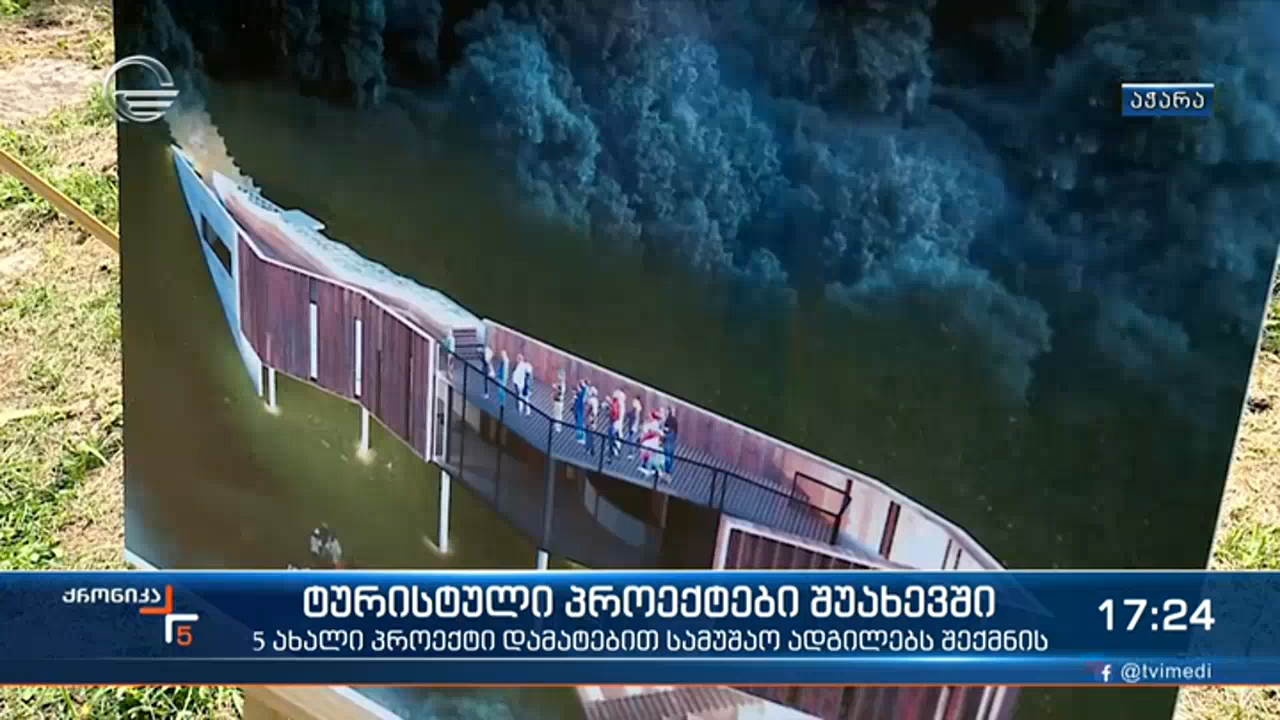 აჭარა
ქრონიკა
5
ტურისტული პროექტები შუახევში
5 ახალი პროექტი დამატებით სამუშაო ადგილებს შექმნის
17:24
@tvimedi